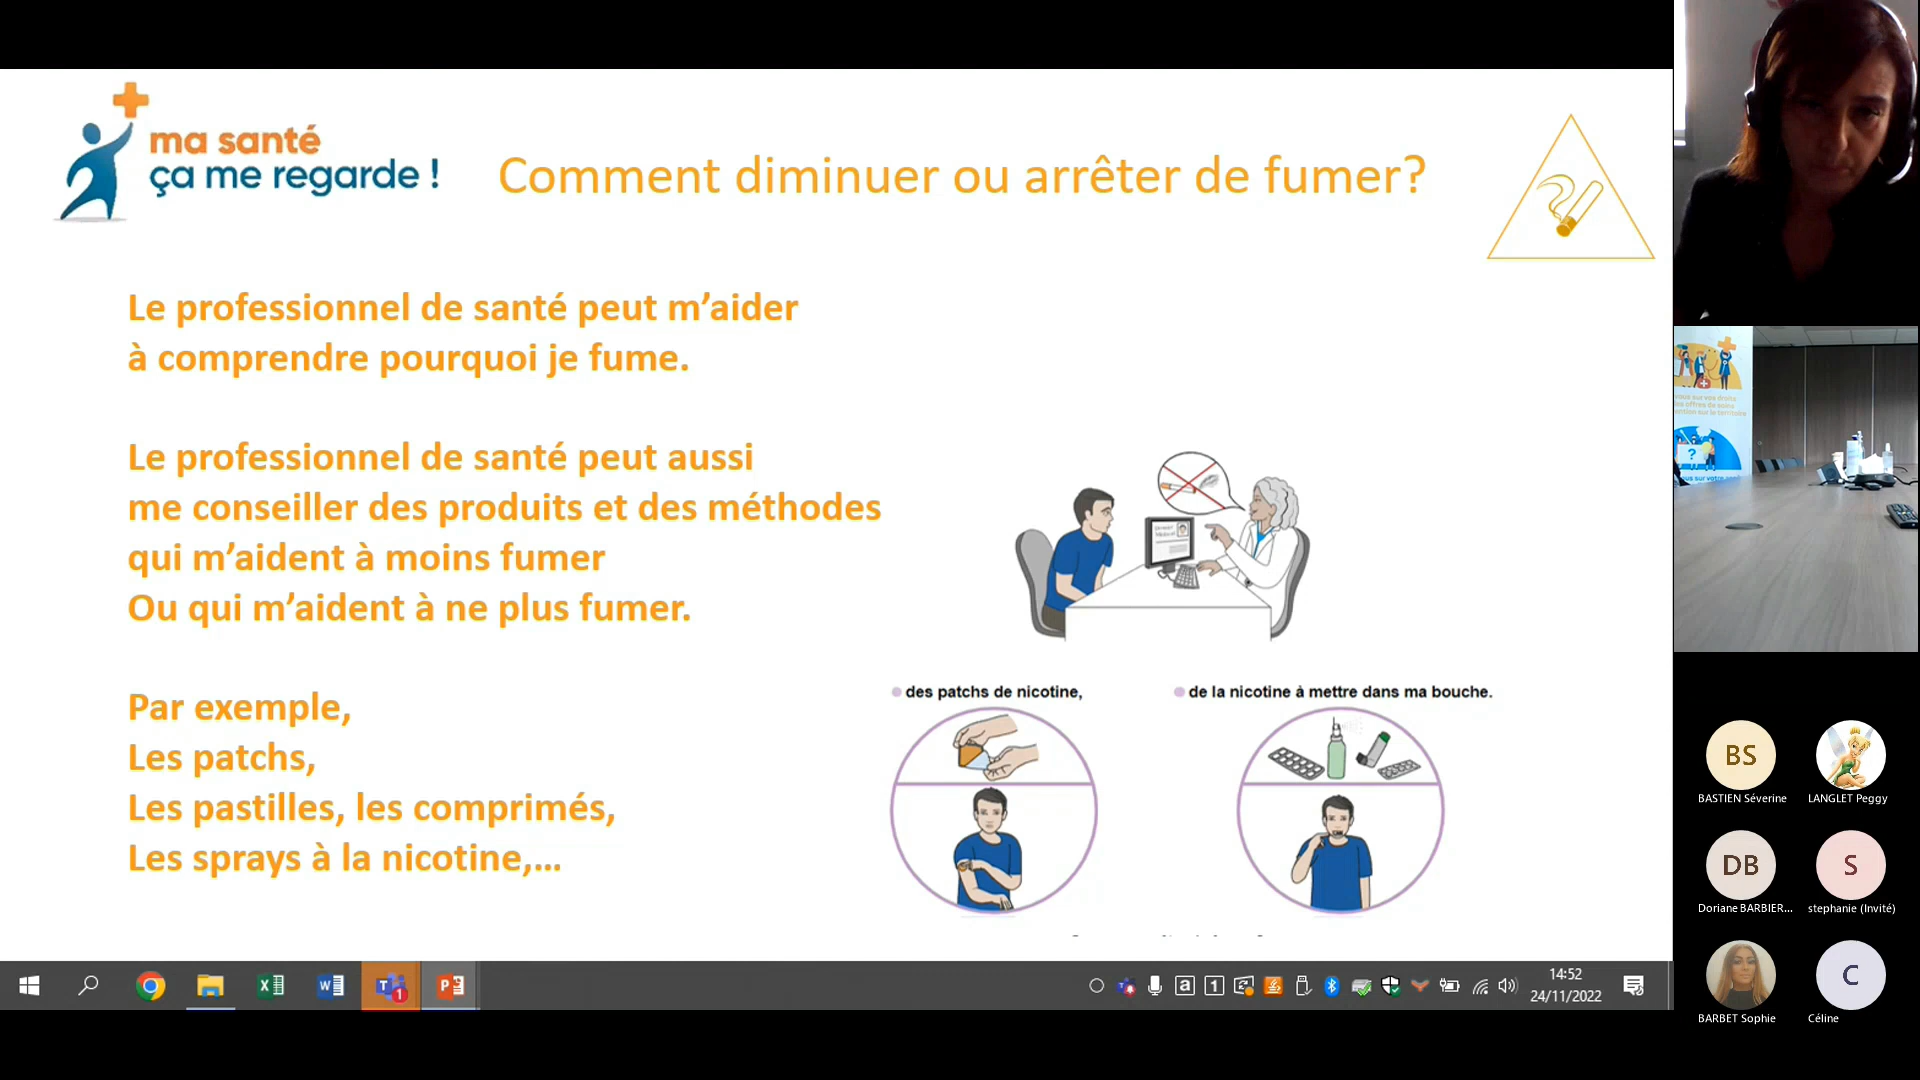 ma santé
ça me regarde !
Comment diminuer ou arrêter de fumer?
Le professionnel de santé peut m’aider
à comprendre pourquoi je fume.
Le professionnel de santé peut aussi
me conseiller des produits et des méthodes
qui m’aident à moins fumer
Ou qui m’aident à ne plus fumer.
Par exemple,
Les patchs,
Les pastilles, les comprimés,
Les sprays à la nicotine,...
des patchs de nicotine,
de la nicotine à mettre dans ma bouche.
BS
BASTIEN Séverine
LANGLET Peggy
DB
Doriane BARBIER...
S
stephanie (Invité)
BARBET Sophie
C
Céline
14:52
24/11/2022